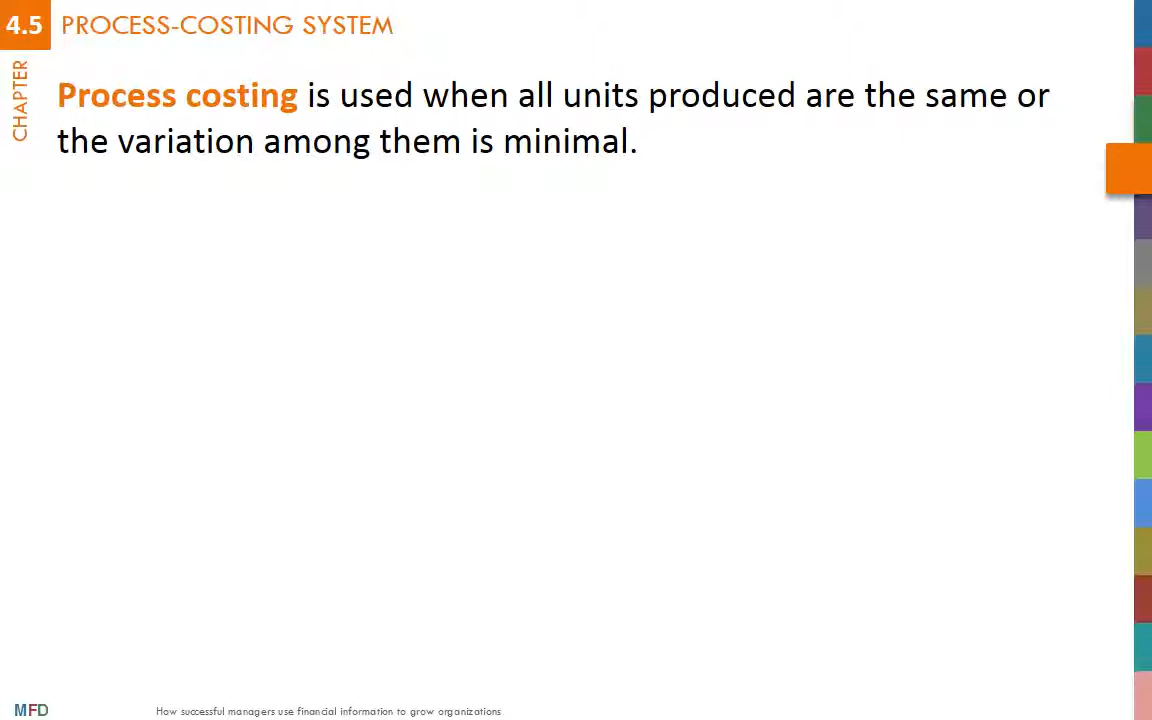 4.5 PROCESS-COSTING SYSTEM
CHAPTER
Process costing is used when all units produced are the same or
the variation among them is minimal.
MFD
How successful managers use financial information to grow organizations